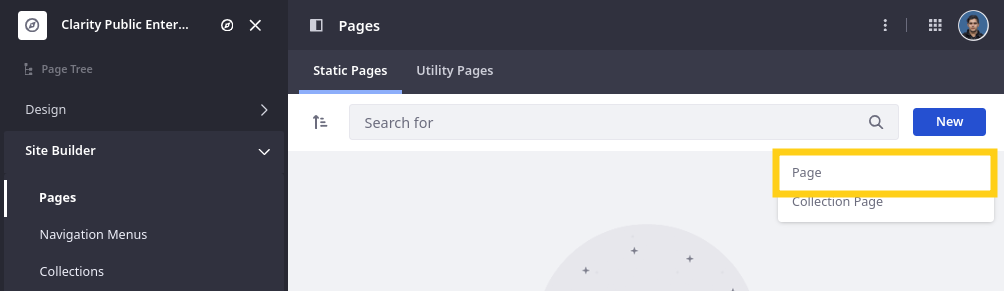 Clarity Public Enter...
Page Tree
Design
Site Builder
Pages
Navigation Menus
Collections
Pages
Static Pages
Utility Pages
Search for
New
Page
Collection Page